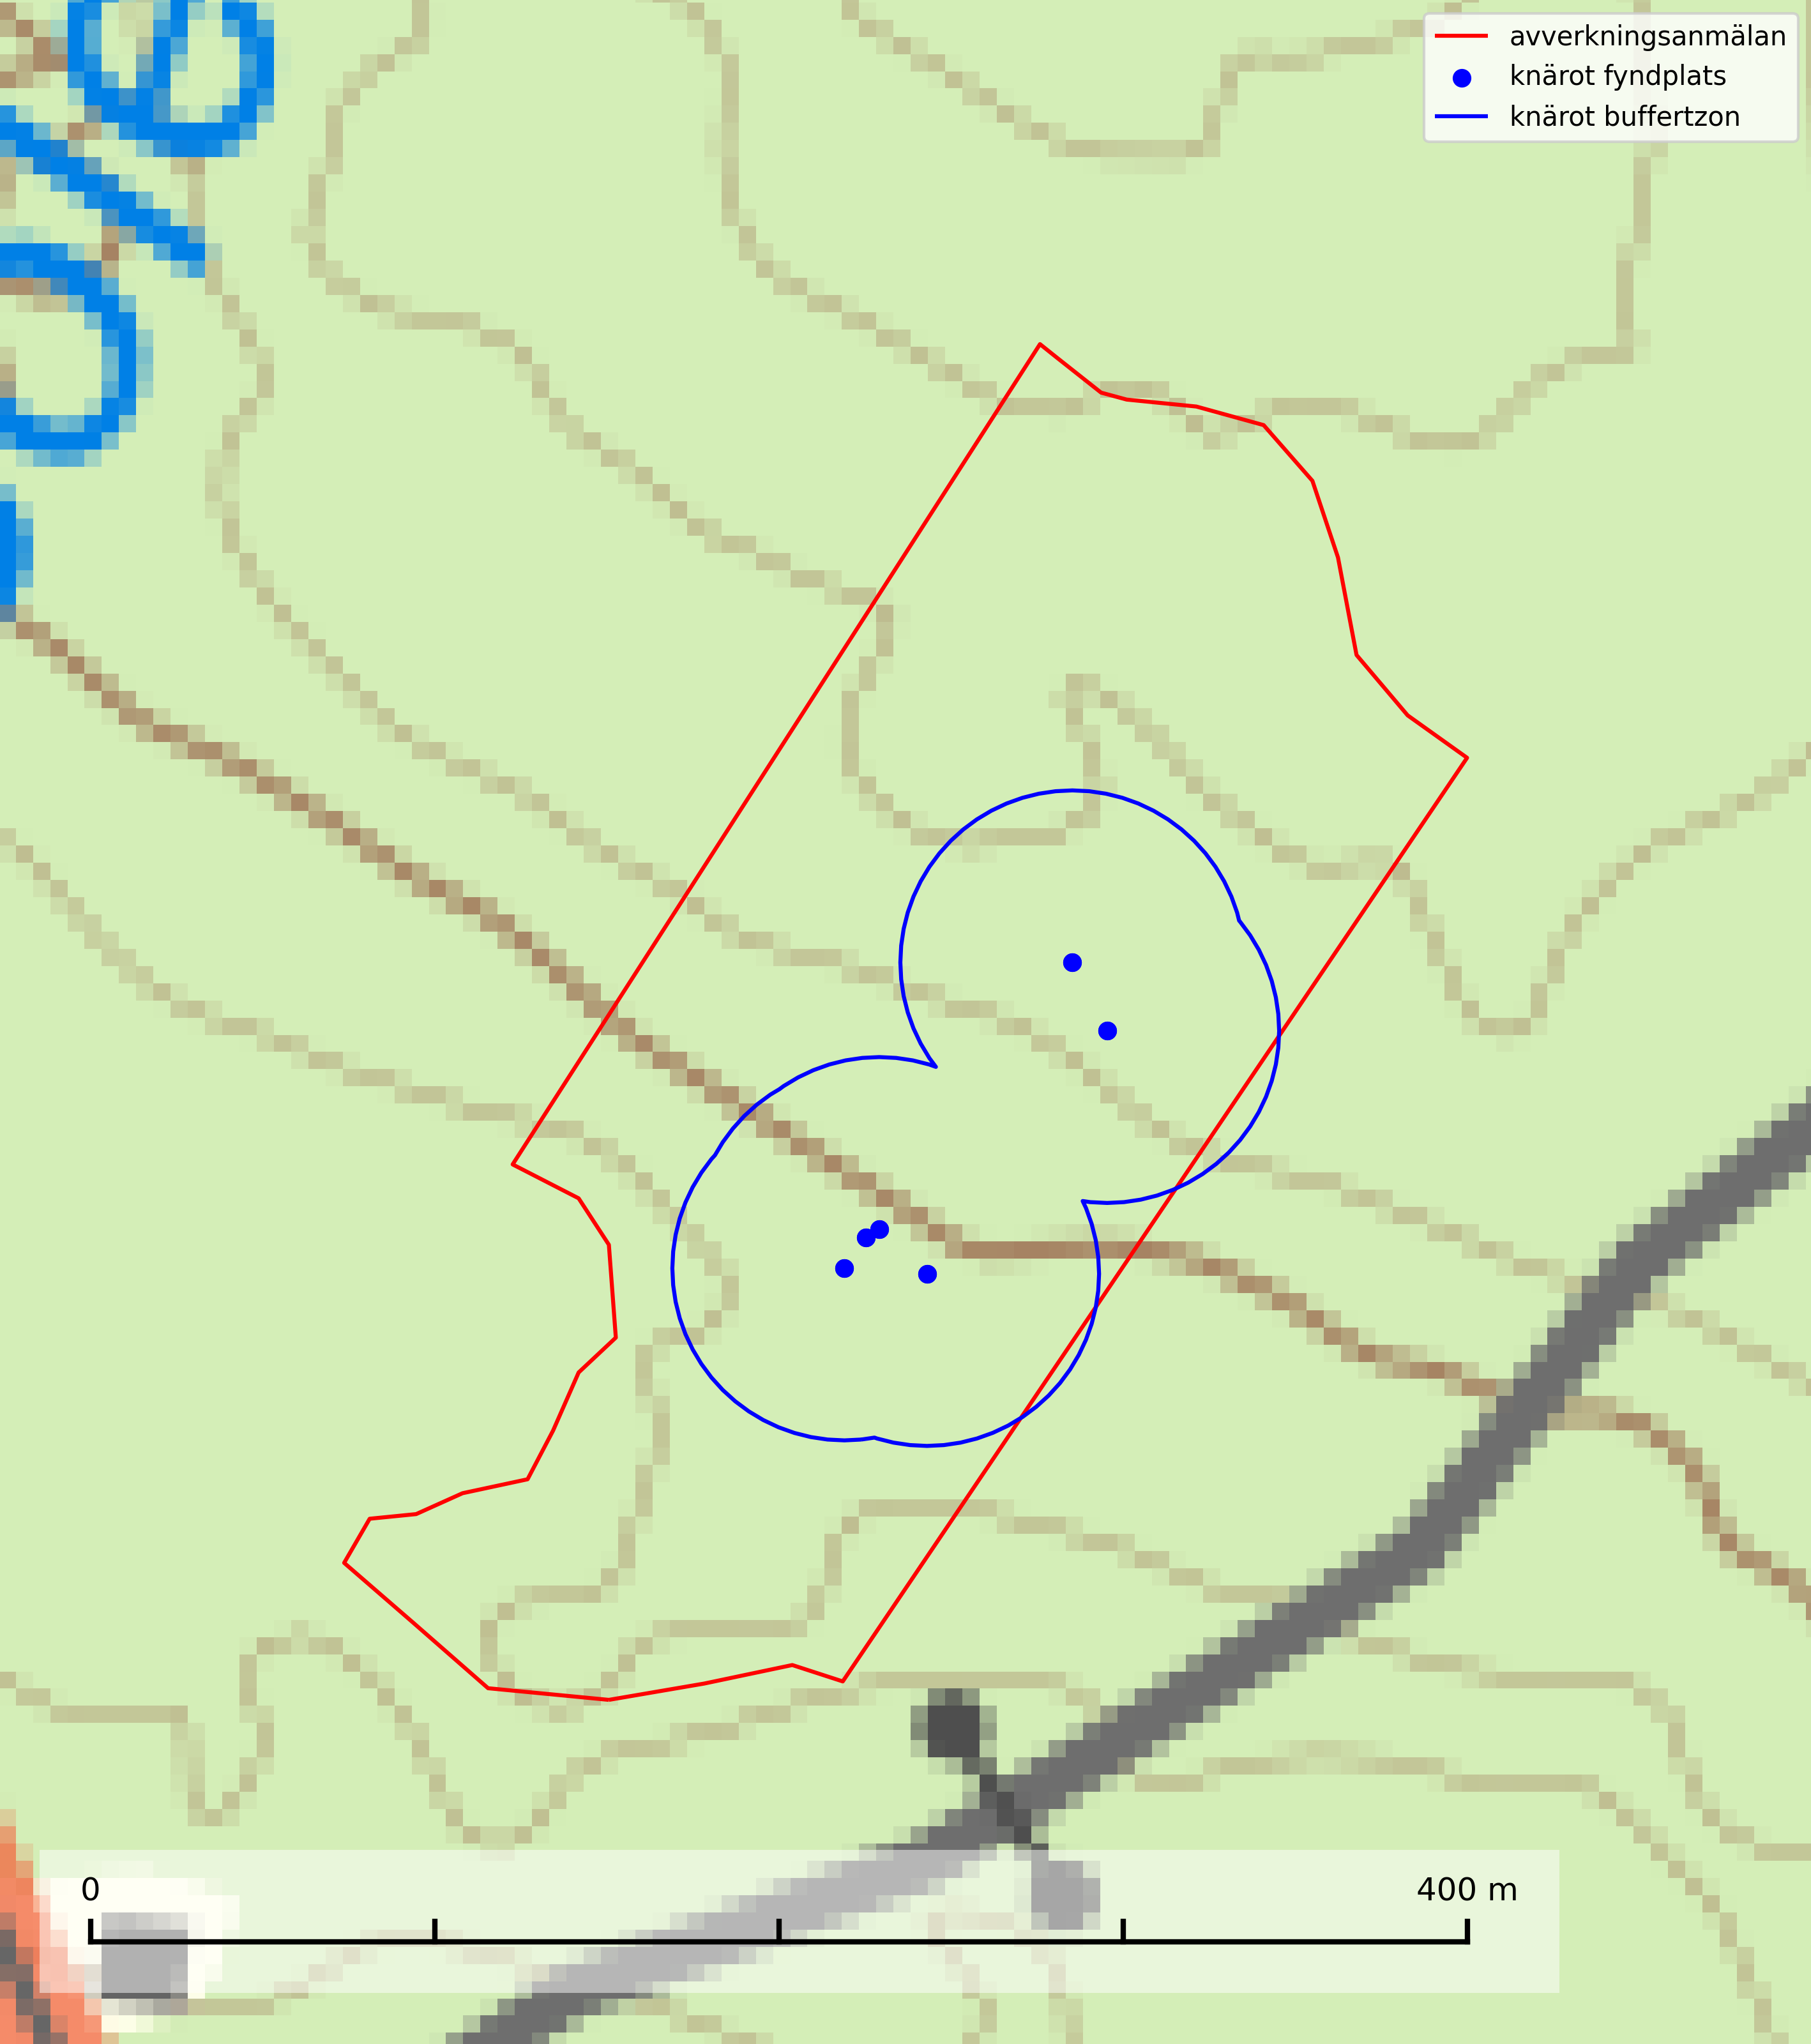 avverkningsanmälan
knärot fyndplats
knärot buffertzon
0
400 m